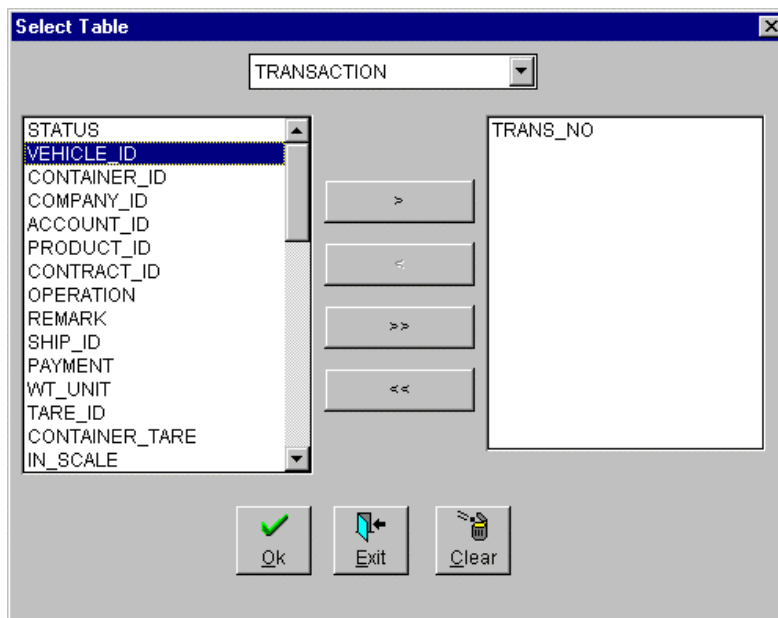 Select Table
TRANSACTION
STATUS
VEHICLE_ID
CONTAINER_ID
COMPANY_ID
ACCOUNT_ID
PRODUCT_ID
CONTRACT_ID
OPERATION
REMARK
SHIP_ID
PAYMENT
WT_UNIT
TARE_ID
CONTAINER_TARE
IN_SCALE
>
<
>>
<<
TRANS_NO
Ok
Exit
Clear